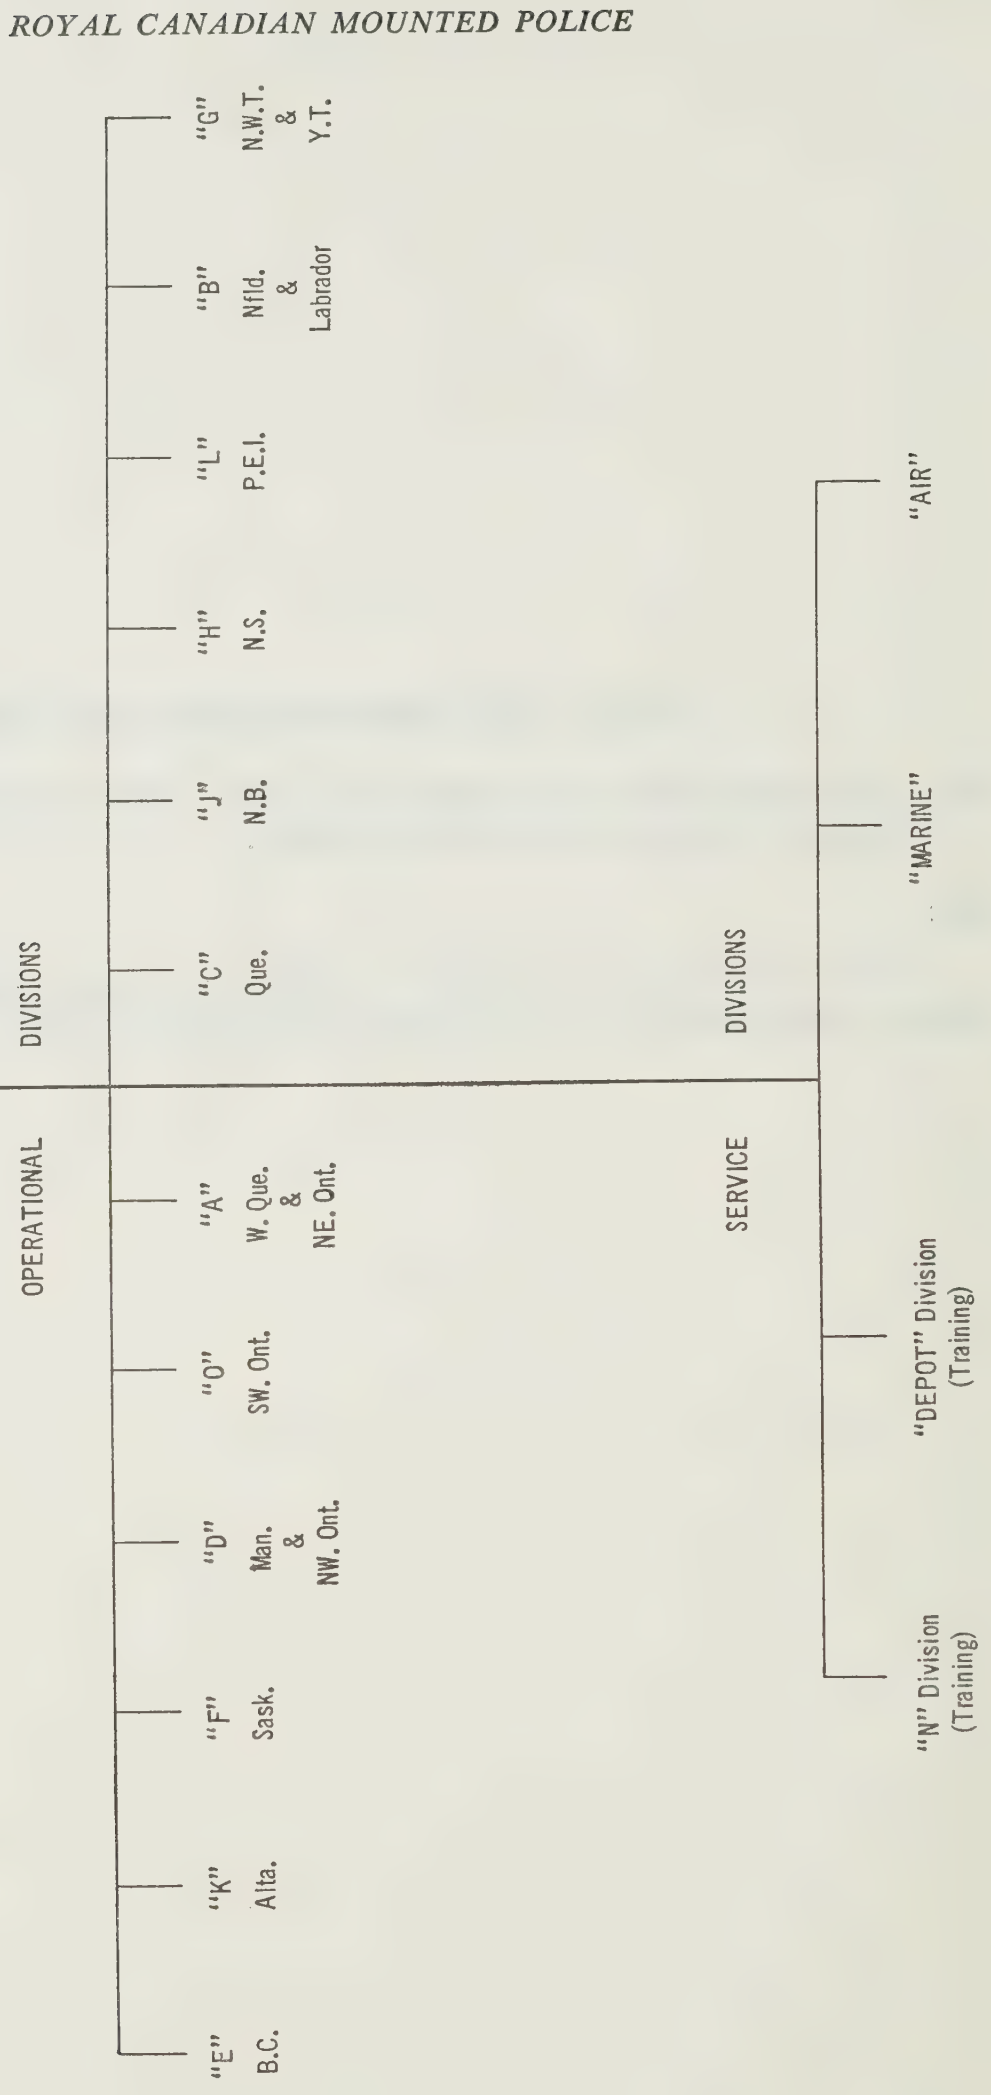 ROYAL CANADIAN MOUNTED POLICE
OPERATIONAL DIVISIONS
"E"
B.C.
"K"
Alta.
"F"
Sask.
"D"
Man.
&
NW. Ont.
"O"
SW. Ont.
"A"
W. Que.
&
NE. Ont.
"C"
Que.
"J"
N.B.
"H"
N.S.
"L"
P.E.I.
"B"
Nfld.
&
Labrador
"G"
N.W.T.
&
Y.T.
SERVICE DIVISIONS
"N" Division
(Training)
"DEPOT" Division
(Training)
"MARINE"
"AIR"